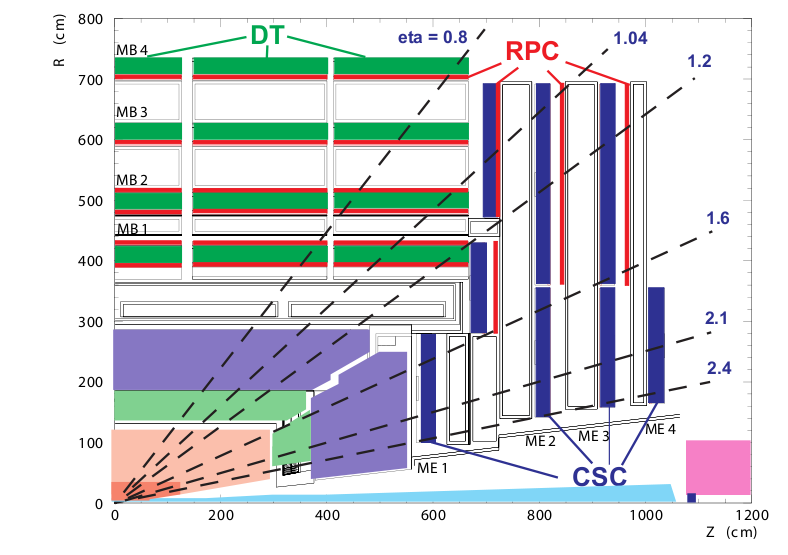 800
R (cm)
DT
eta = 0.8
1.04
MB 4
RPC
1.2
700
MB 3
600
MB 2
500
MB 1
1.6
400
300
2.1
2.4
200
100
ME 1
ME 2
ME 3
ME 4
CSC
0
0
200
400
600
800
1000
1200
Z (cm)